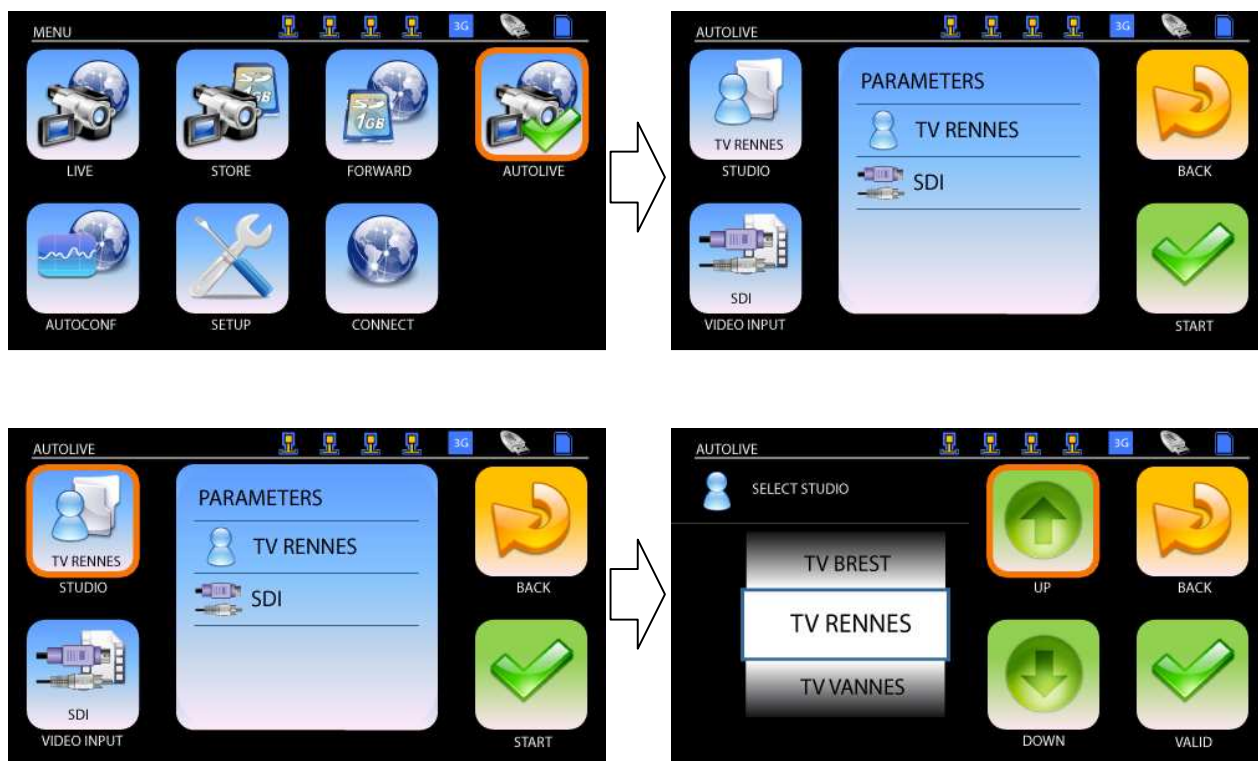 MENU
3G
LIVE
STORE
FORWARD
AUTOLIVE
AUTOCONF
SETUP
CONNECT
AUTOLIVE
3G
TV RENNES
STUDIO
PARAMETERS
TV RENNES
SDI
BACK
SDI
VIDEO INPUT
START
AUTOLIVE
3G
TV RENNES
STUDIO
PARAMETERS
TV RENNES
SDI
BACK
SDI
VIDEO INPUT
START
AUTOLIVE
3G
SELECT STUDIO
TV BREST
TV RENNES
TV VANNES
UP
BACK
DOWN
VALID